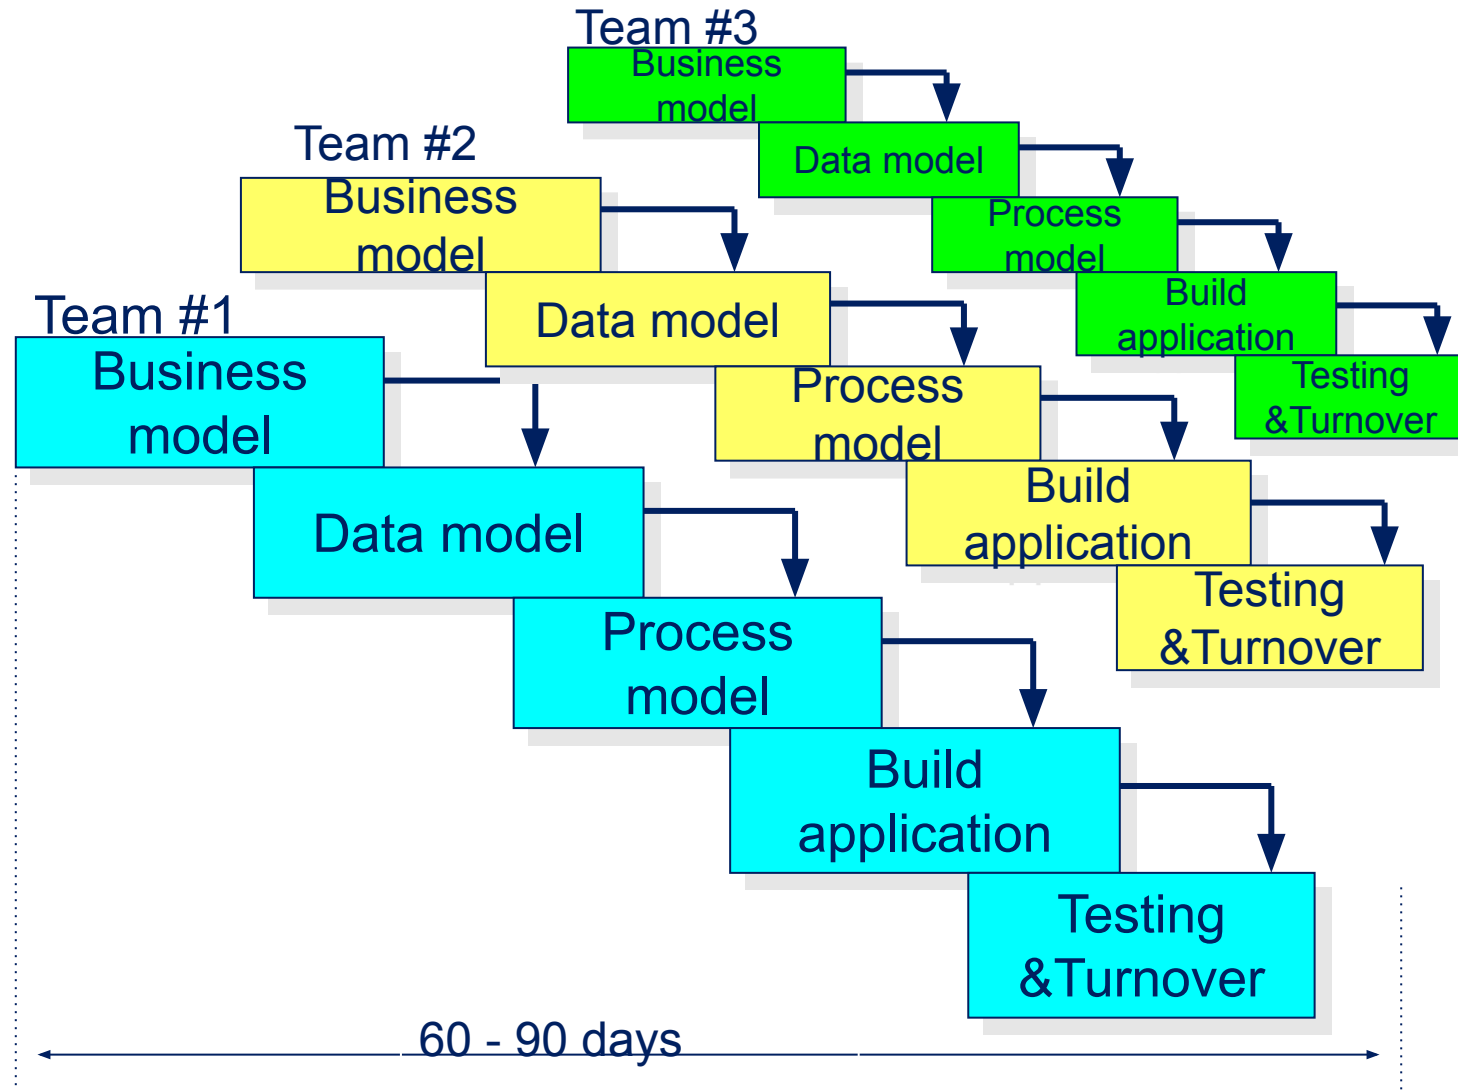 Team #3
Business
model
Data model
Process
model
Build
application
Testing
&Turnover
Team #2
Business
model
Data model
Process
model
Build
application
Testing
&Turnover
Team #1
Business
model
Data model
Process
model
Build
application
Testing
&Turnover
60 - 90 days